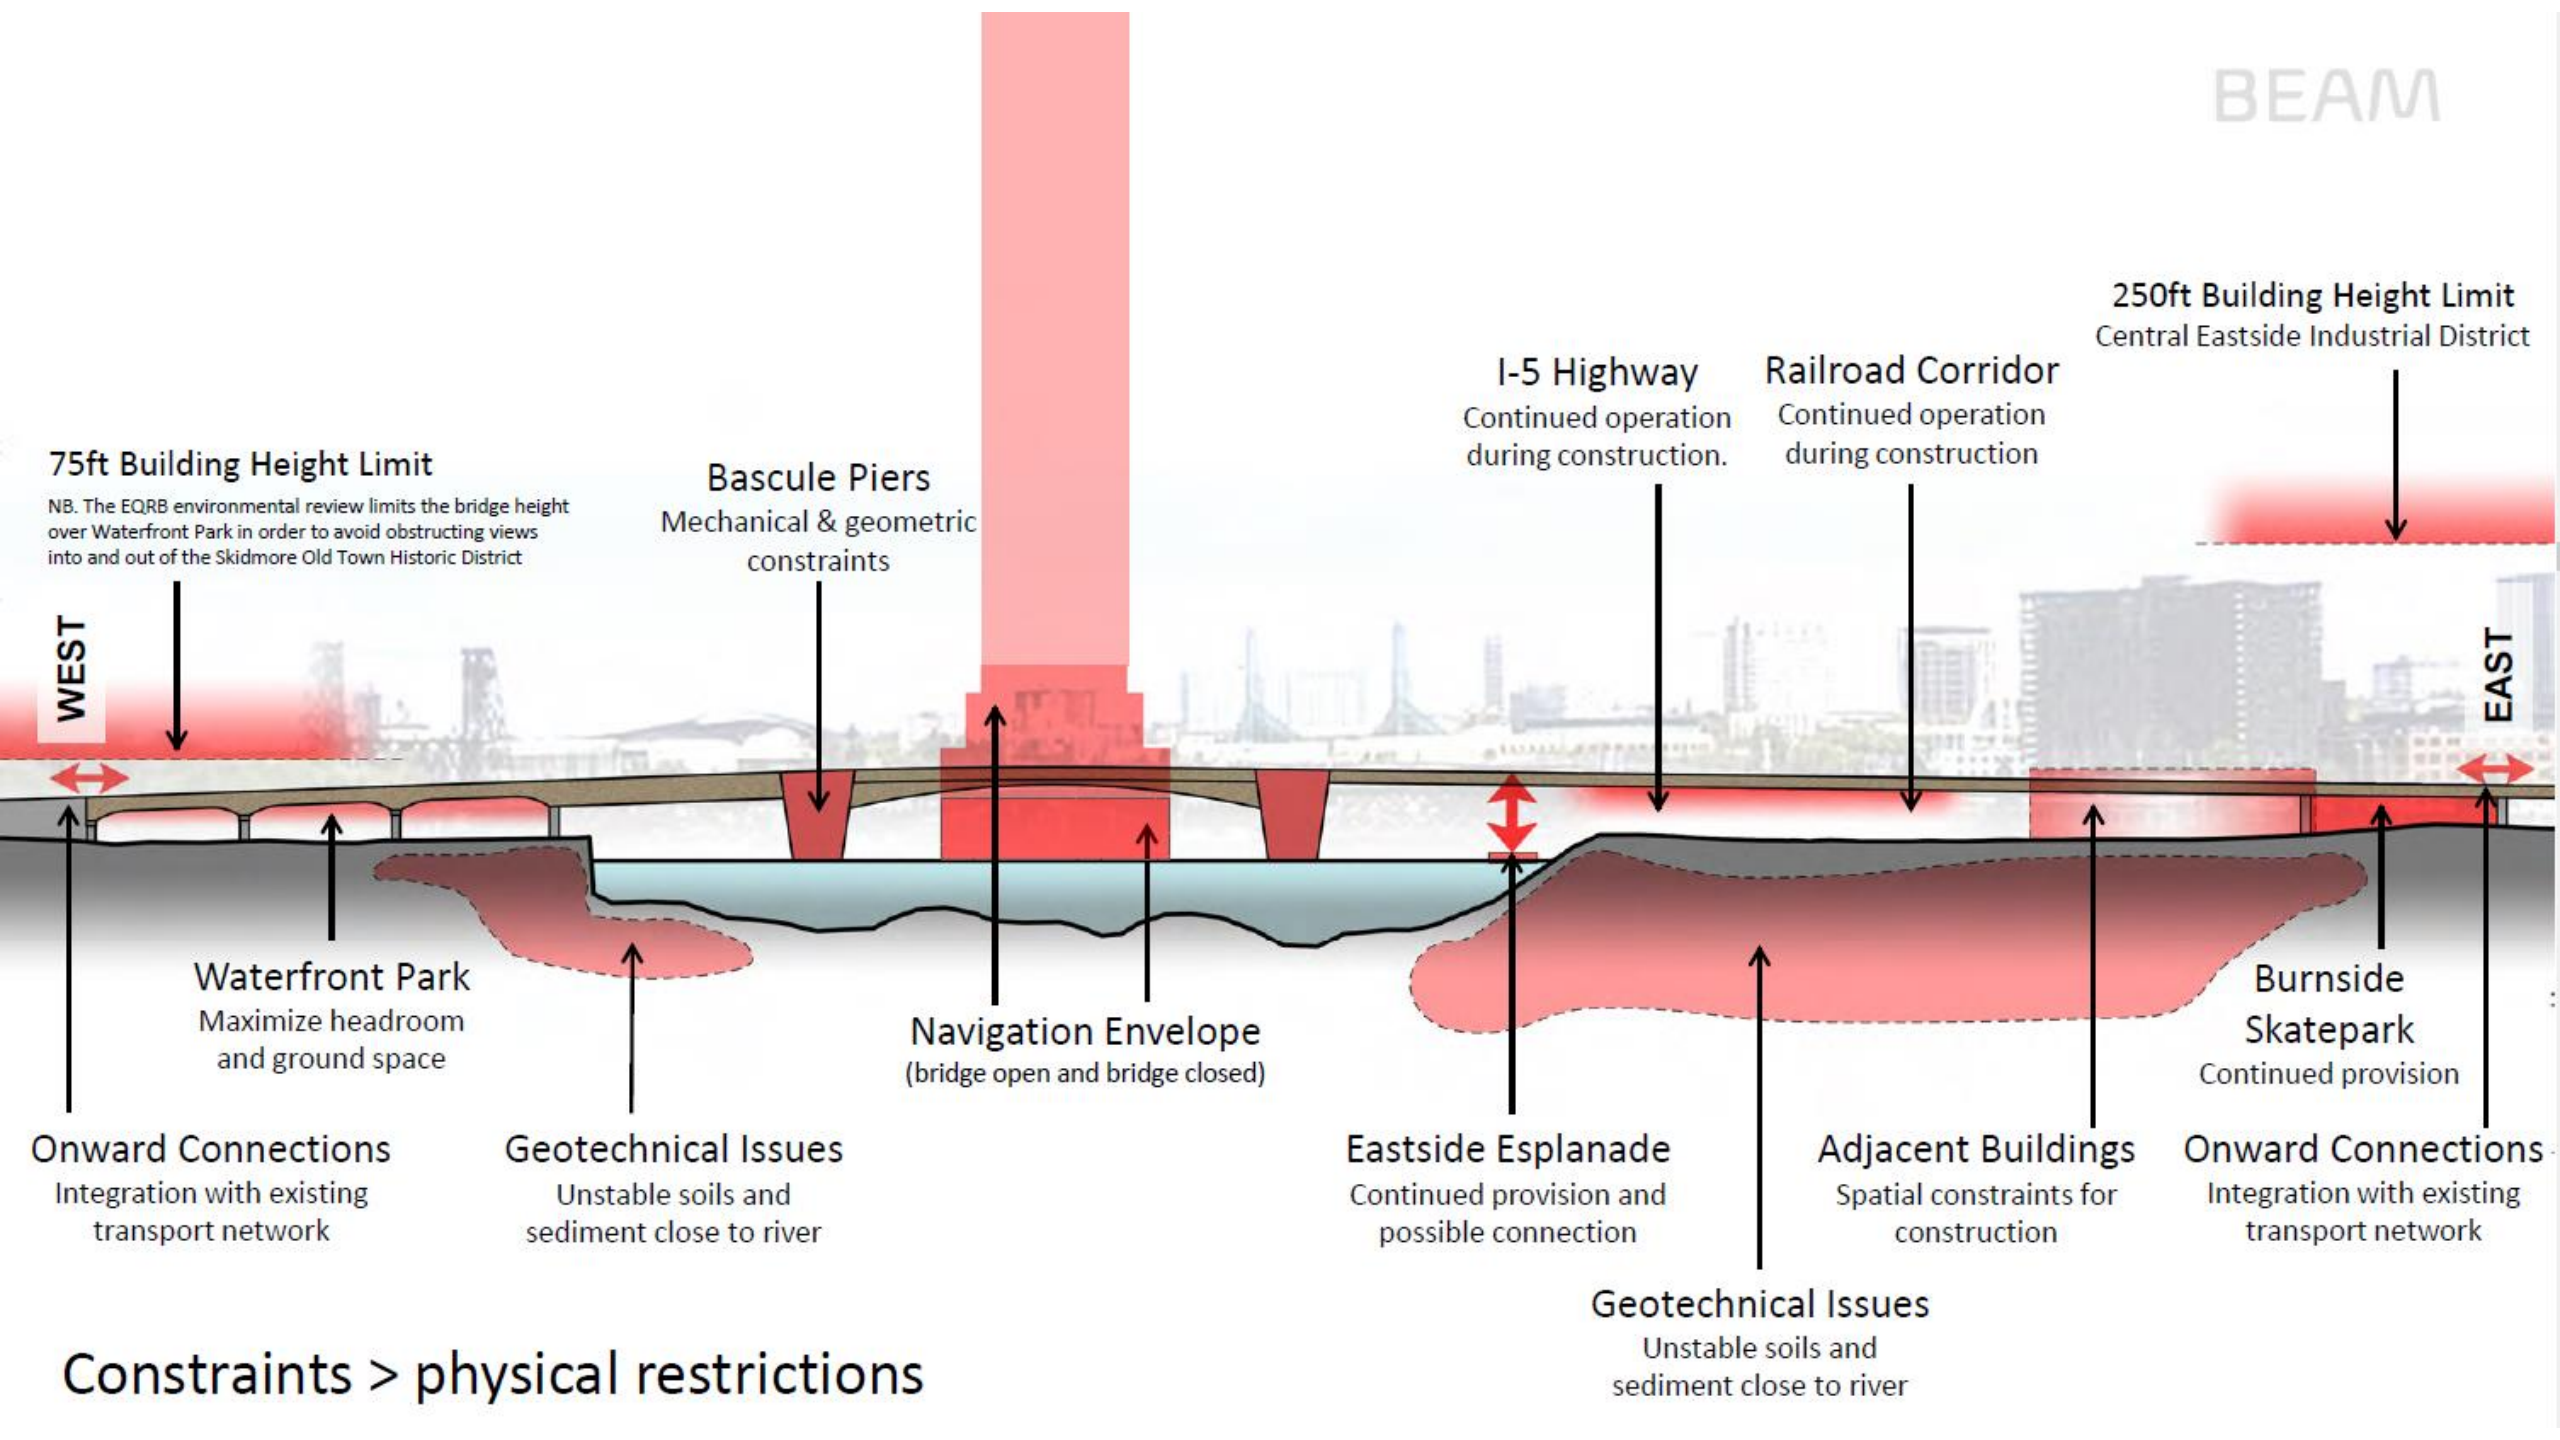 BEAM
250ft Building Height Limit
Central Eastside Industrial District
I-5 Highway
Continued operation
during construction.
Railroad Corridor
Continued operation
during construction
75ft Building Height Limit
NB. The EQRB environmental review limits the bridge height
over Waterfront Park in order to avoid obstructing views
into and out of the Skidmore Old Town Historic District
Bascule Piers
Mechanical & geometric
constraints
WEST
EAST
Waterfront Park
Maximize headroom
and ground space
Navigation Envelope
(bridge open and bridge closed)
Burnside
Skatepark
Continued provision
Onward Connections
Integration with existing
transport network
Geotechnical Issues
Unstable soils and
sediment close to river
Eastside Esplanade
Continued provision and
possible connection
Adjacent Buildings
Spatial constraints for
construction
Onward Connections
Integration with existing
transport network
Geotechnical Issues
Unstable soils and
sediment close to river
Constraints > physical restrictions